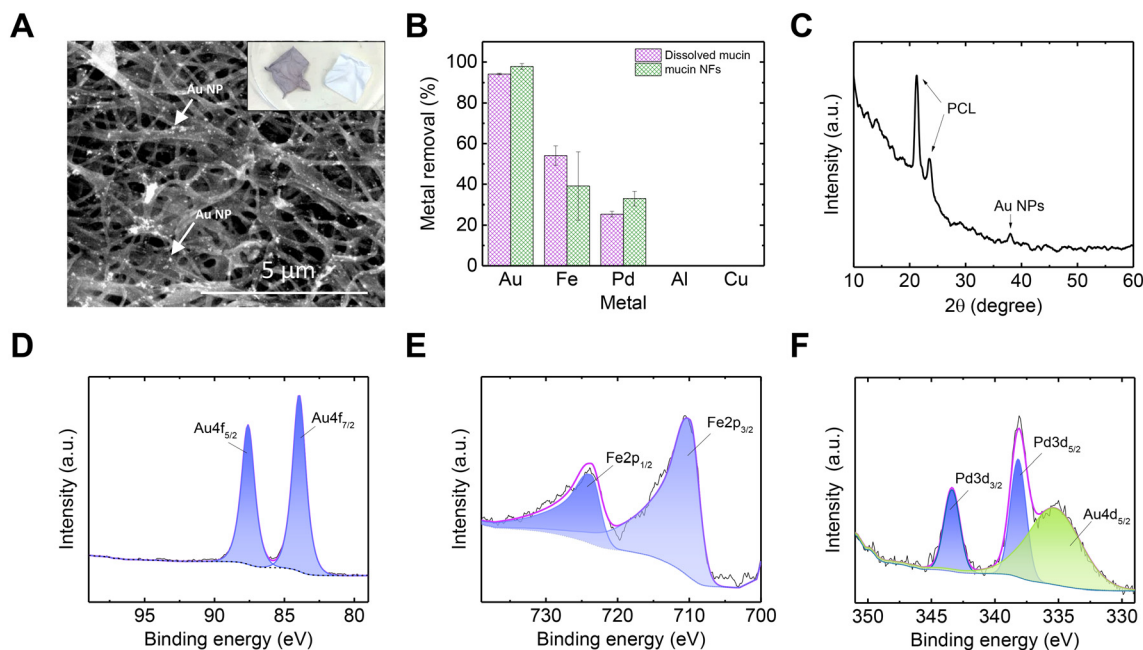 A
Au NP
Au NP
5 μm
B
Metal removal (%)
100
80
60
40
20
0
Dissolved mucin
mucin NFs
Au Fe Pd Al Cu
Metal
C
Intensity (a.u.)
PCL
Au NPs
10 20 30 40 50 60
2θ (degree)
D
Intensity (a.u.)
Au4f5/2
Au4f7/2
95 90 85 80
Binding energy (eV)
E
Intensity (a.u.)
Fe2p1/2
Fe2p3/2
730 720 710 700
Binding energy (eV)
F
Intensity (a.u.)
Pd3d3/2
Pd3d5/2
Au4d5/2
350 345 340 335 330
Binding energy (eV)